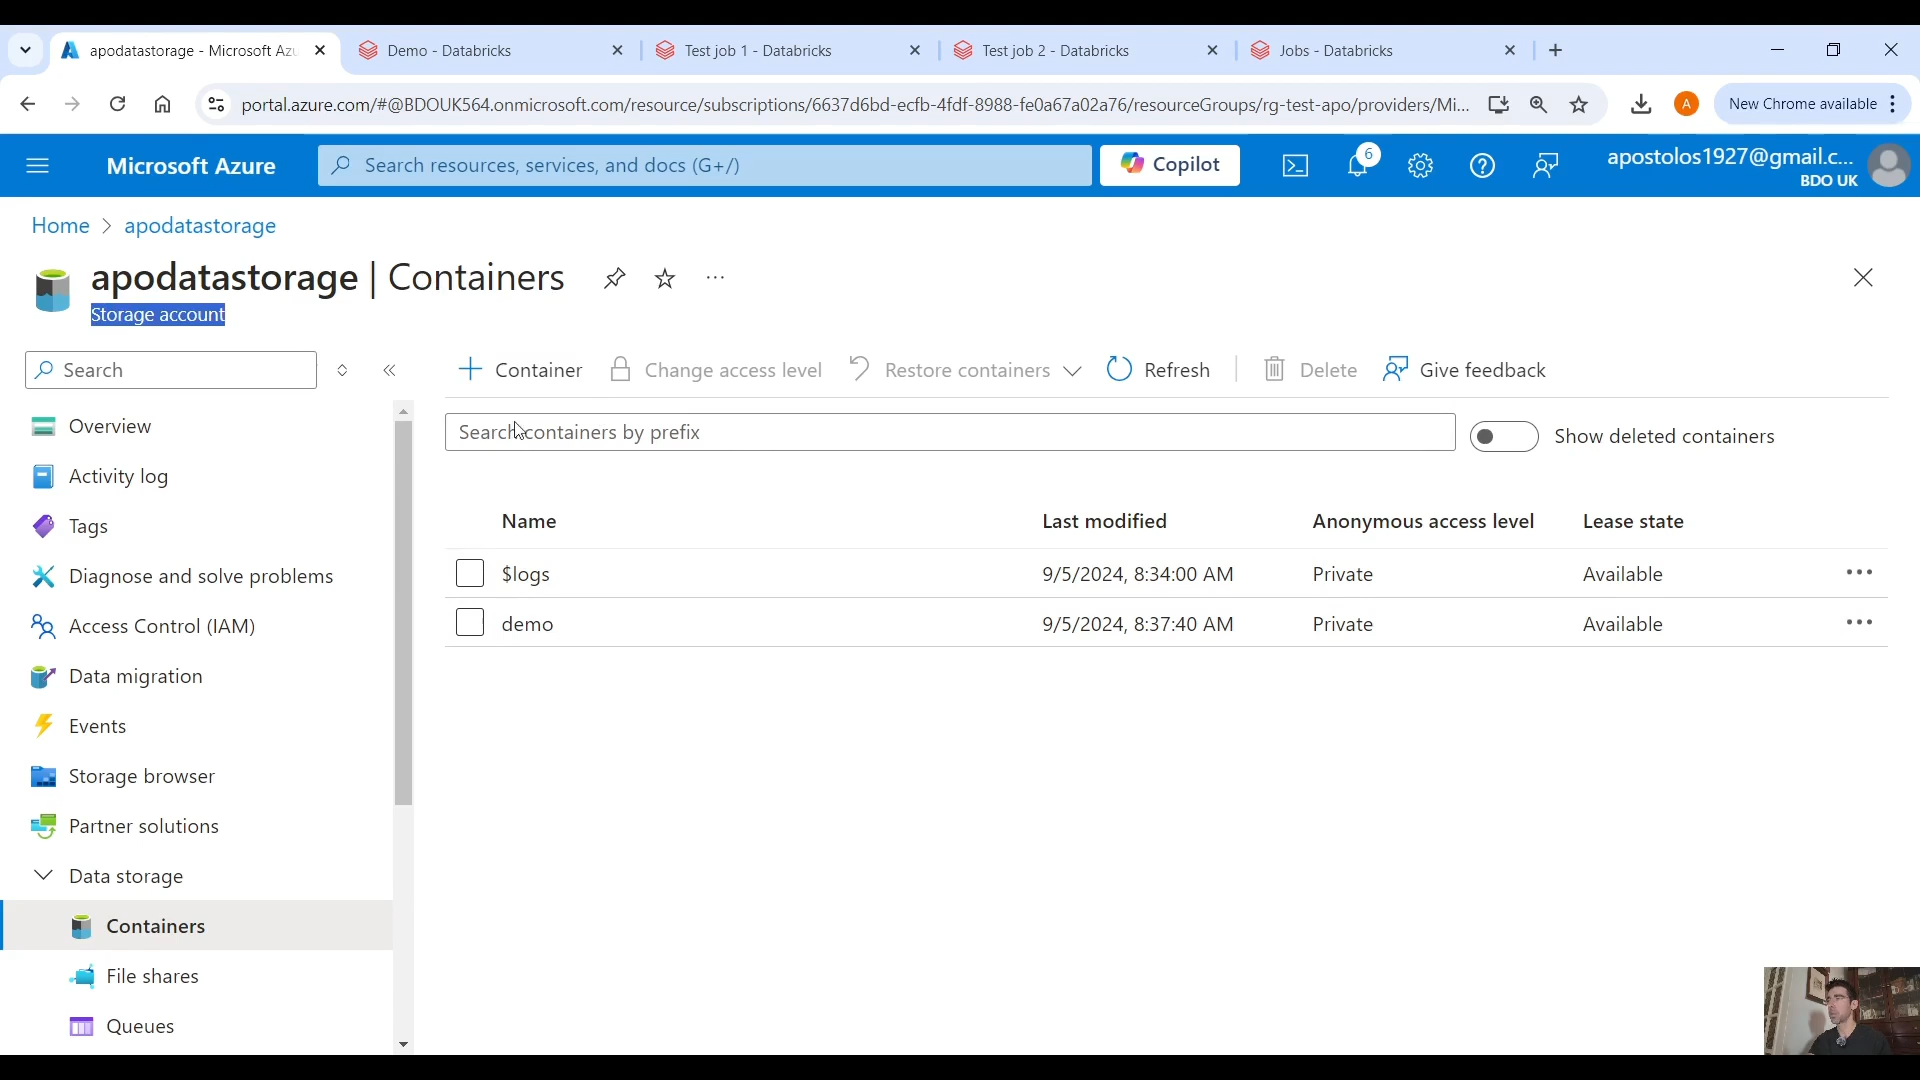 apodatastorage - Microsoft Az
Demo - Databricks
Test job 1 - Databricks
Test job 2 - Databricks
Jobs - Databricks
portal.azure.com/#@BDOUK564.onmicrosoft.com/resource/subscriptions/6637d6bd-ecfb-4fdf-8988-fe0a67a02a76/resourceGroups/rg-test-apo/providers/Mi...
A
New Chrome available
Microsoft Azure
Search resources, services, and docs (G+/)
Copilot
6
apostolos1927@gmail.c...
BDO UK
Home > apodatastorage
apodatastorage | Containers
Storage account
Search
Container
Change access level
Restore containers
Refresh
Delete
Give feedback
Overview
Activity log
Tags
Diagnose and solve problems
Access Control (IAM)
Data migration
Events
Storage browser
Partner solutions
Data storage
Containers
File shares
Queues
Search containers by prefix
Show deleted containers
Name Last modified Anonymous access level Lease state
$logs 9/5/2024, 8:34:00 AM Private Available
demo 9/5/2024, 8:37:40 AM Private Available